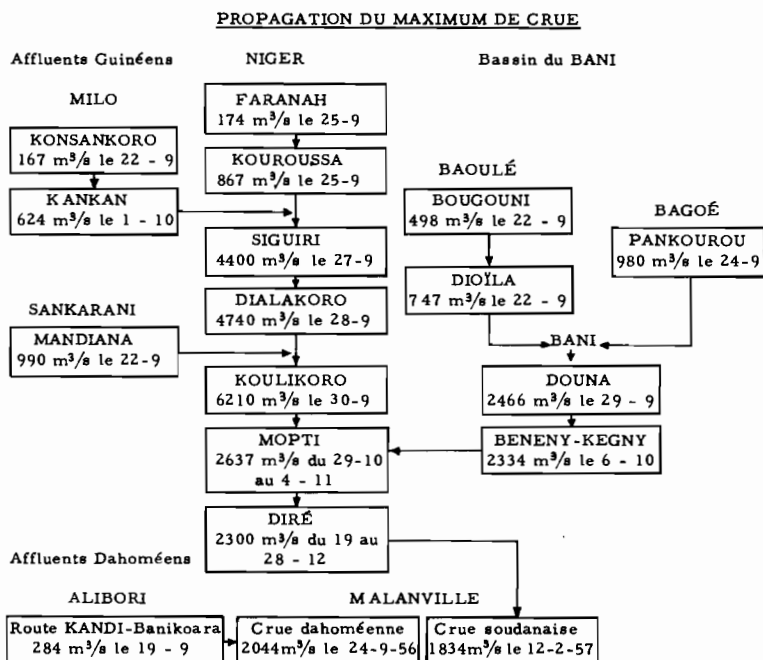 PROPAGATION DU MAXIMUM DE CRUE
Affluents Guinéens
NIGER
Bassin du BANI
MILO
FARANAH
174 m³/s le 25-9
KONSANKORO
167 m³/s le 22 - 9
KOUROUSSA
867 m³/s le 25-9
BAOULÉ
KANKAN
624 m³/s le 1 - 10
BOUGOUNI
498 m³/s le 22 - 9
BAGOÉ
SIGUIRI
4400 m³/s le 27-9
PANKOUROU
980 m³/s le 24-9
DIOÏLA
747 m³/s le 22 - 9
DIALAKORO
4740 m³/s le 28-9
SANKARANI
MANDIANA
990 m³/s le 22-9
BANI
KOULIKORO
6210 m³/s le 30-9
DOUNA
2466 m³/s le 29 - 9
MOPTI
2637 m³/s du 29-10
au 4 - 11
BENENY-KEGNY
2334 m³/s le 6 - 10
DIRÉ
2300 m³/s du 19 au
28 - 12
Affluents Dahoméens
ALIBORI
MALANVILLE
Route KANDI-Banikoara
284 m³/s le 19 - 9
Crue dahoméenne
2044m³/s le 24-9-56
Crue soudanaise
1834m³/s le 12-2-57